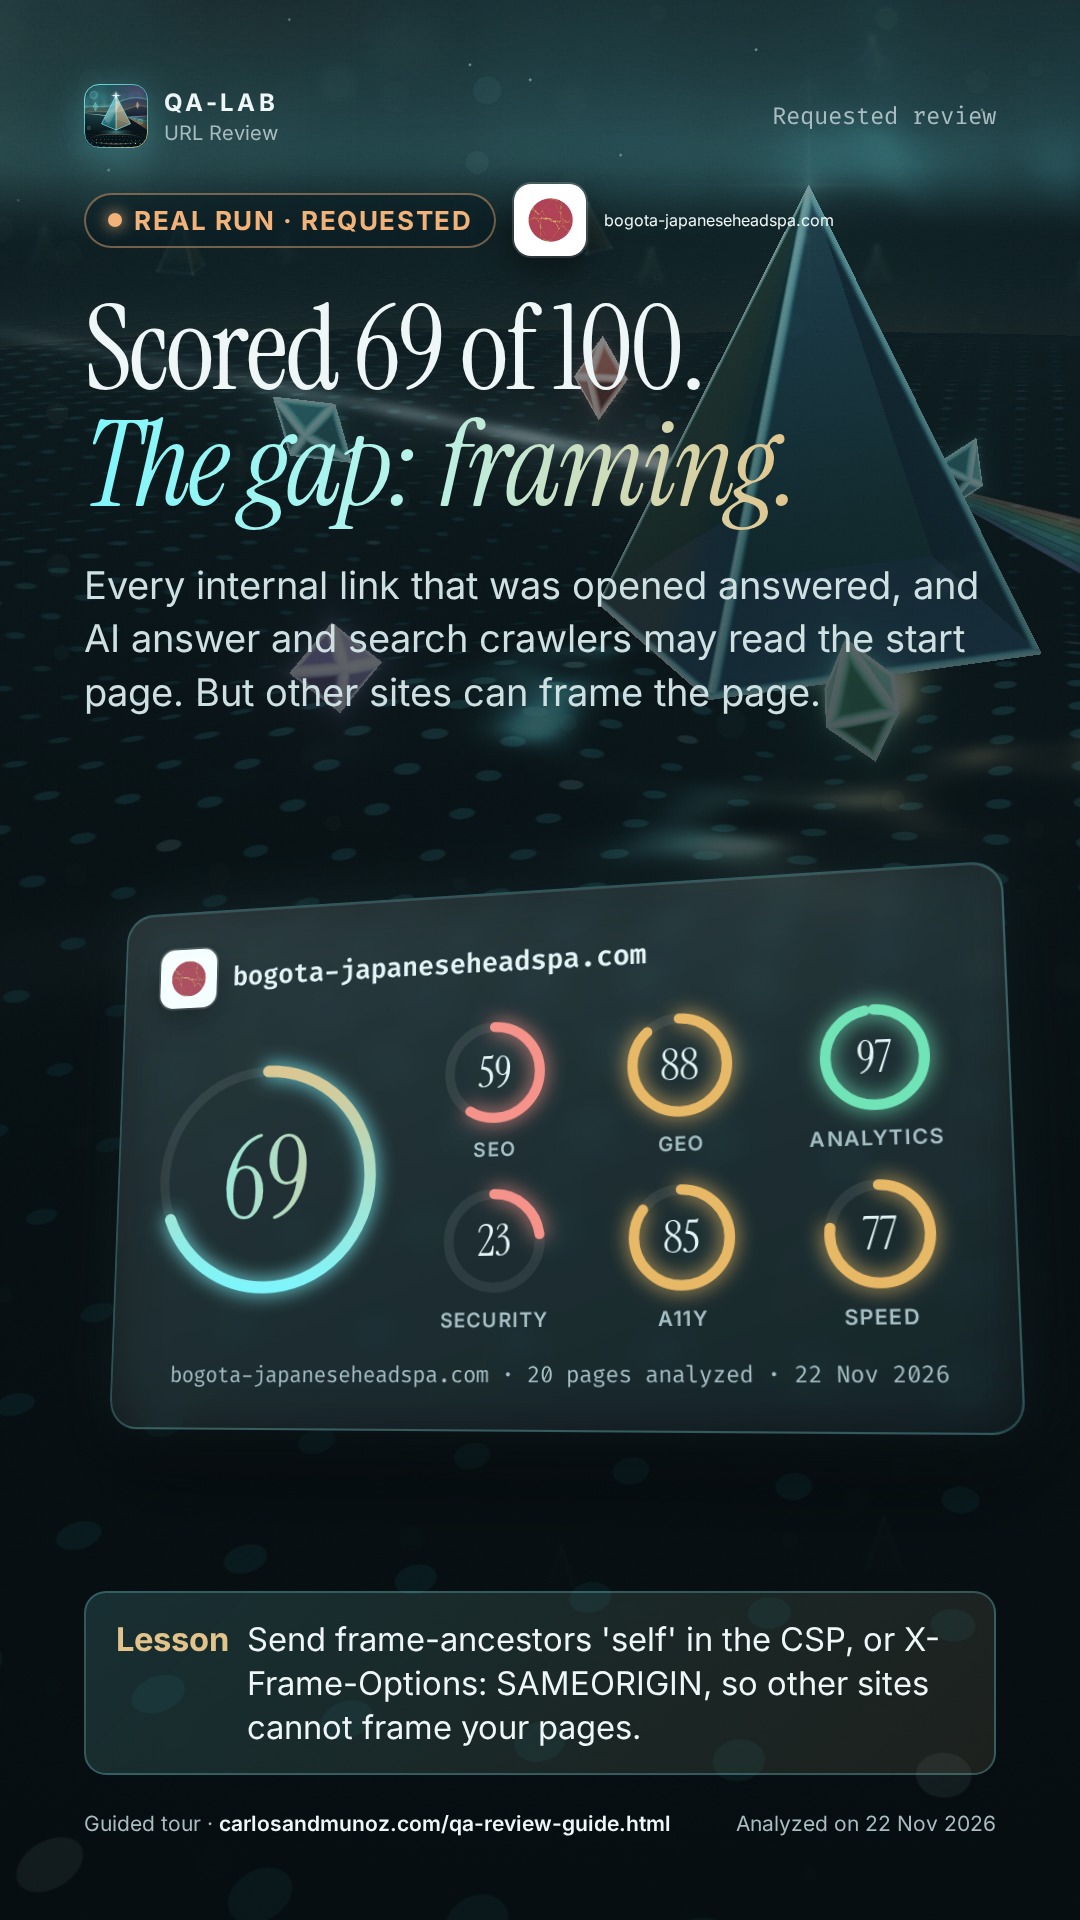 QA-LAB
URL Review
Requested review
REAL RUN · REQUESTED
bogota-japaneseheadspa.com
Scored 69 of 100.
The gap: framing.
Every internal link that was opened answered, and
AI answer and search crawlers may read the start
page. But other sites can frame the page.
bogota-japaneseheadspa.com
69
59
SEO
88
GEO
97
ANALYTICS
23
SECURITY
85
A11Y
77
SPEED
bogota-japaneseheadspa.com · 20 pages analyzed · 22 Nov 2026
Lesson Send frame-ancestors 'self' in the CSP, or X-
Frame-Options: SAMEORIGIN, so other sites
cannot frame your pages.
Guided tour · carlosandmunoz.com/qa-review-guide.html
Analyzed on 22 Nov 2026